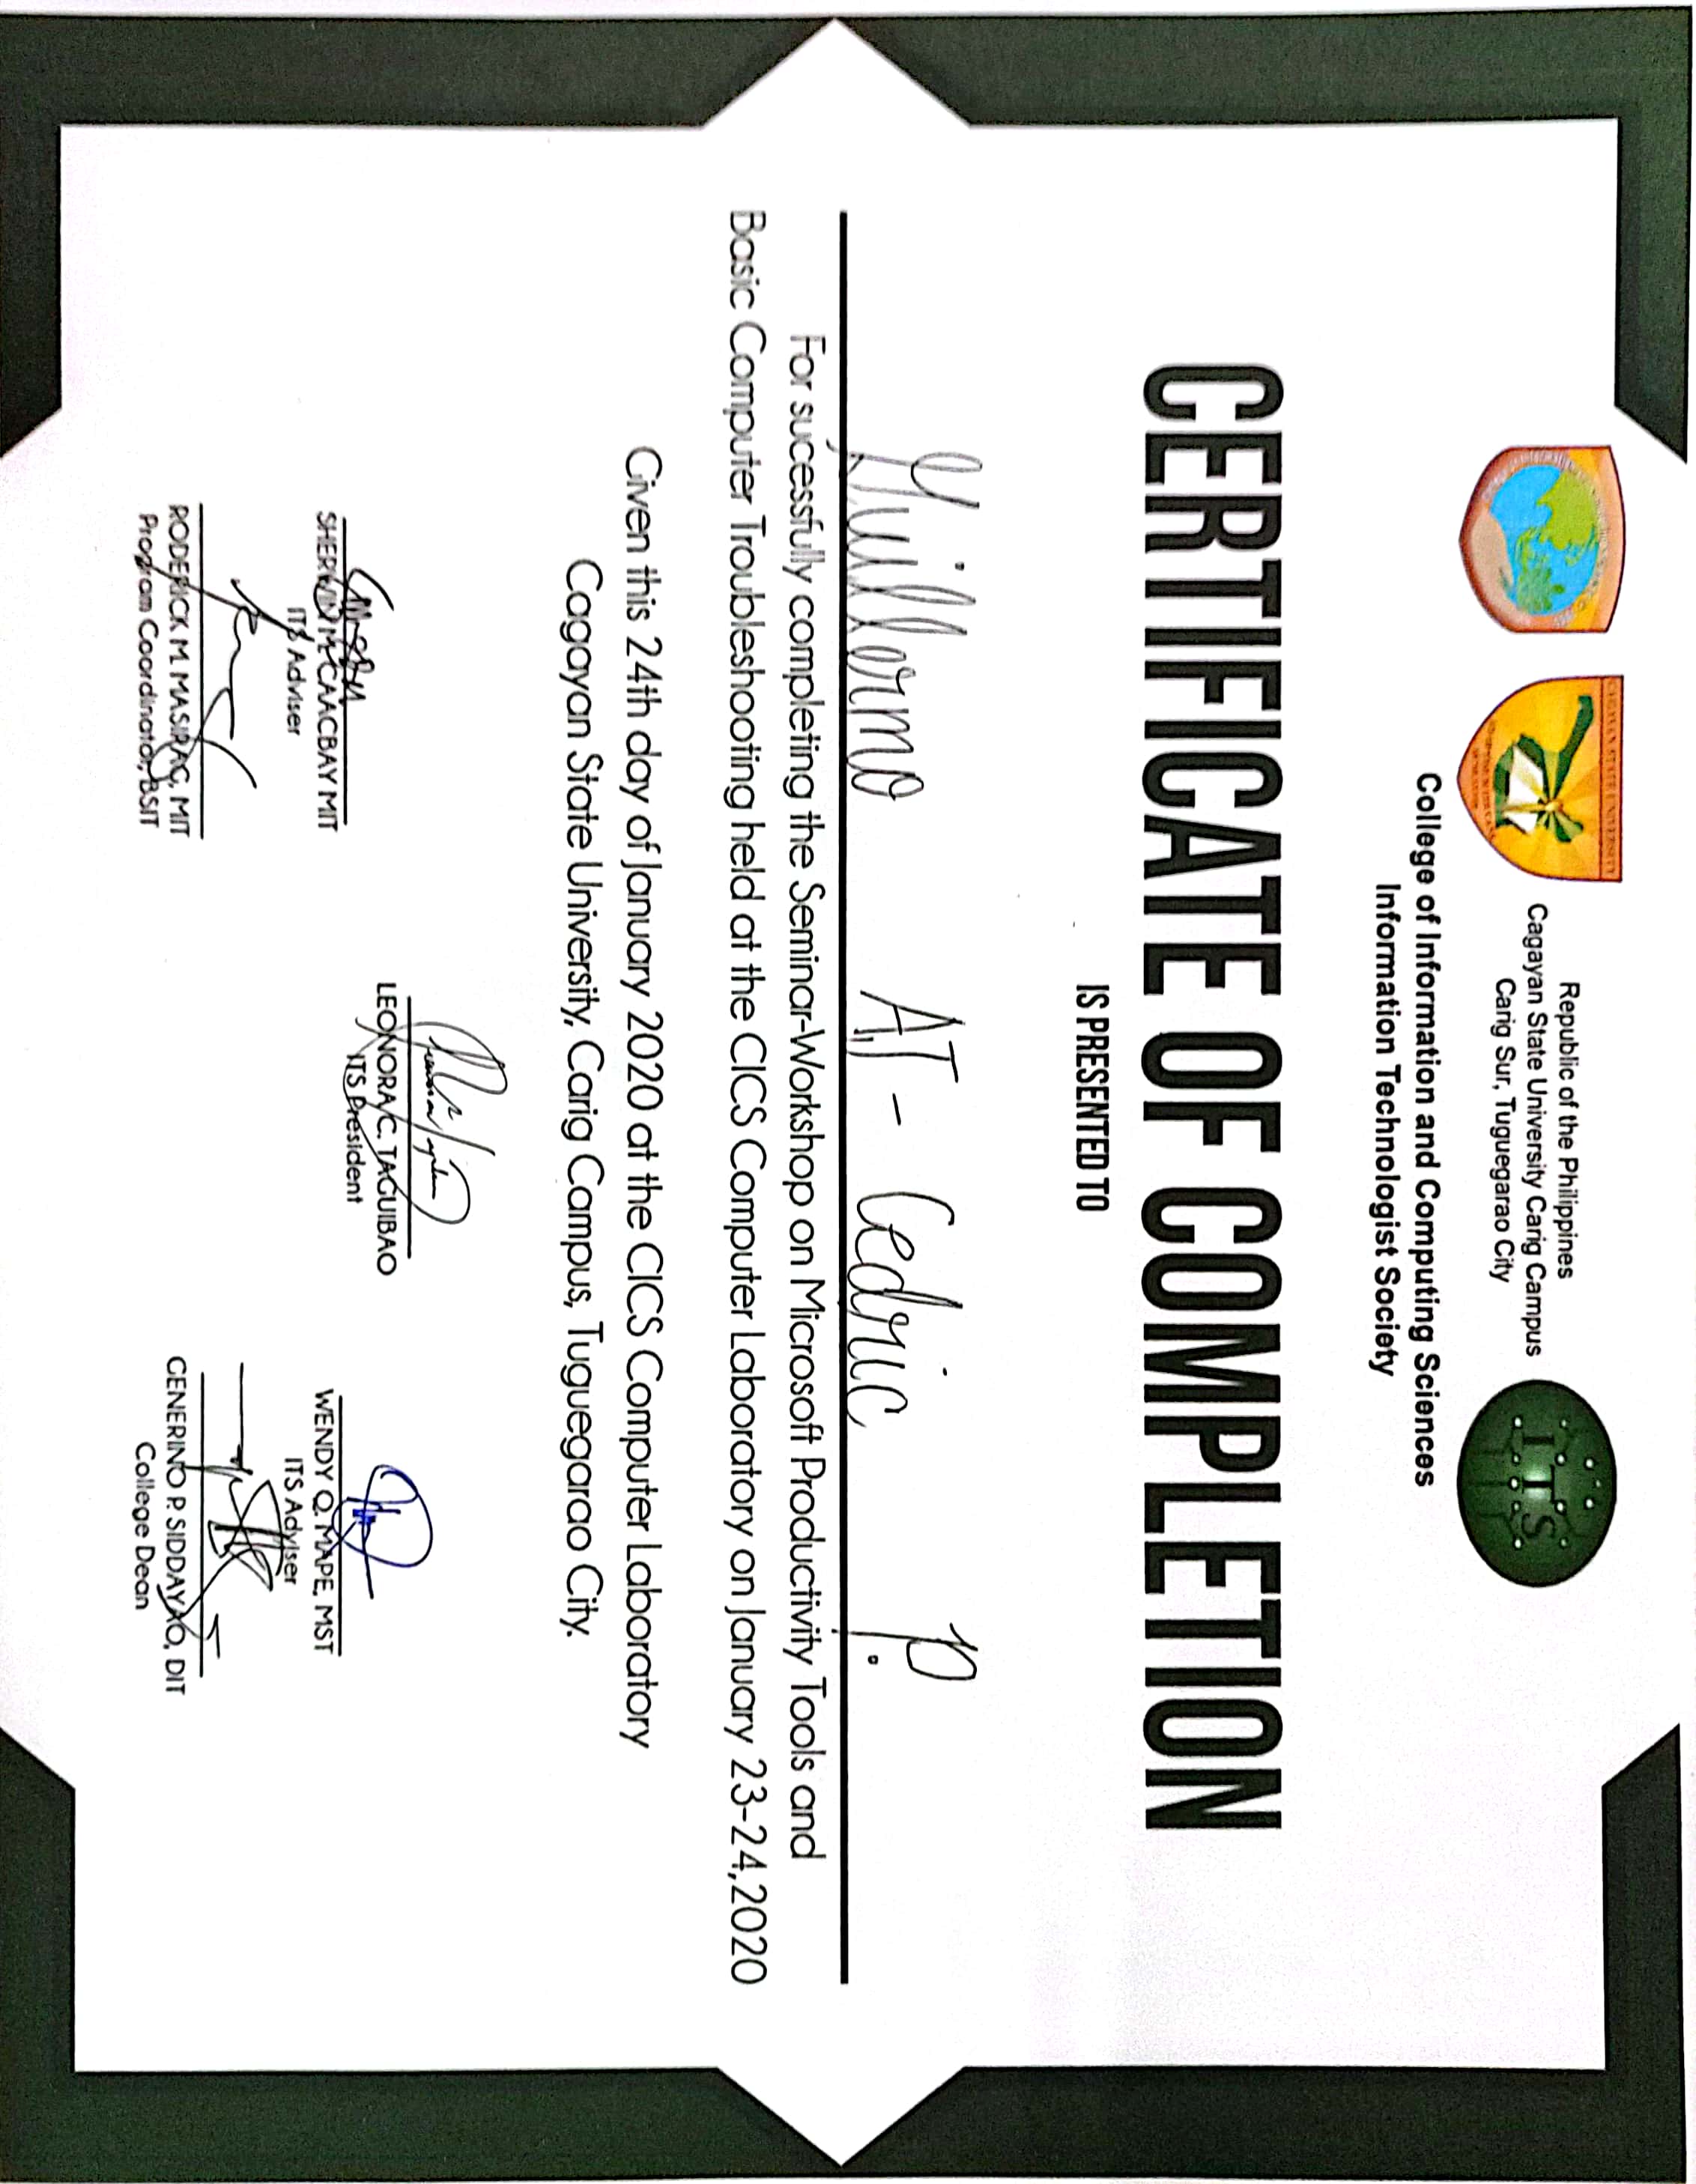 CAGAYAN STATE UNIVERSITY
Republic of the Philippines
Cagayan State University Carig Campus
Carig Sur, Tuguegarao City
ITS
College of Information and Computing Sciences
Information Technologist Society
CERTIFICATE OF COMPLETION
IS PRESENTED TO
Guillermo AJ - Cedric P.
For sucessfully completing the Seminar-Workshop on Microsoft Productivity Tools and
Basic Computer Troubleshooting held at the CICS Computer Laboratory on January 23-24,2020
Given this 24th day of January 2020 at the CICS Computer Laboratory
Cagayan State University, Carig Campus, Tuguegarao City.
LEONORA C. TAGUIBAO
ITS President
SHERWIN M. CAACBAY MIT
ITS Adviser
WENDY Q. MAPE, MST
ITS Adviser
RODERICK M. MASIRAG, MIT
Program Coordinator, BSIT
GENERINO P. SIDDAYAO, DIT
College Dean